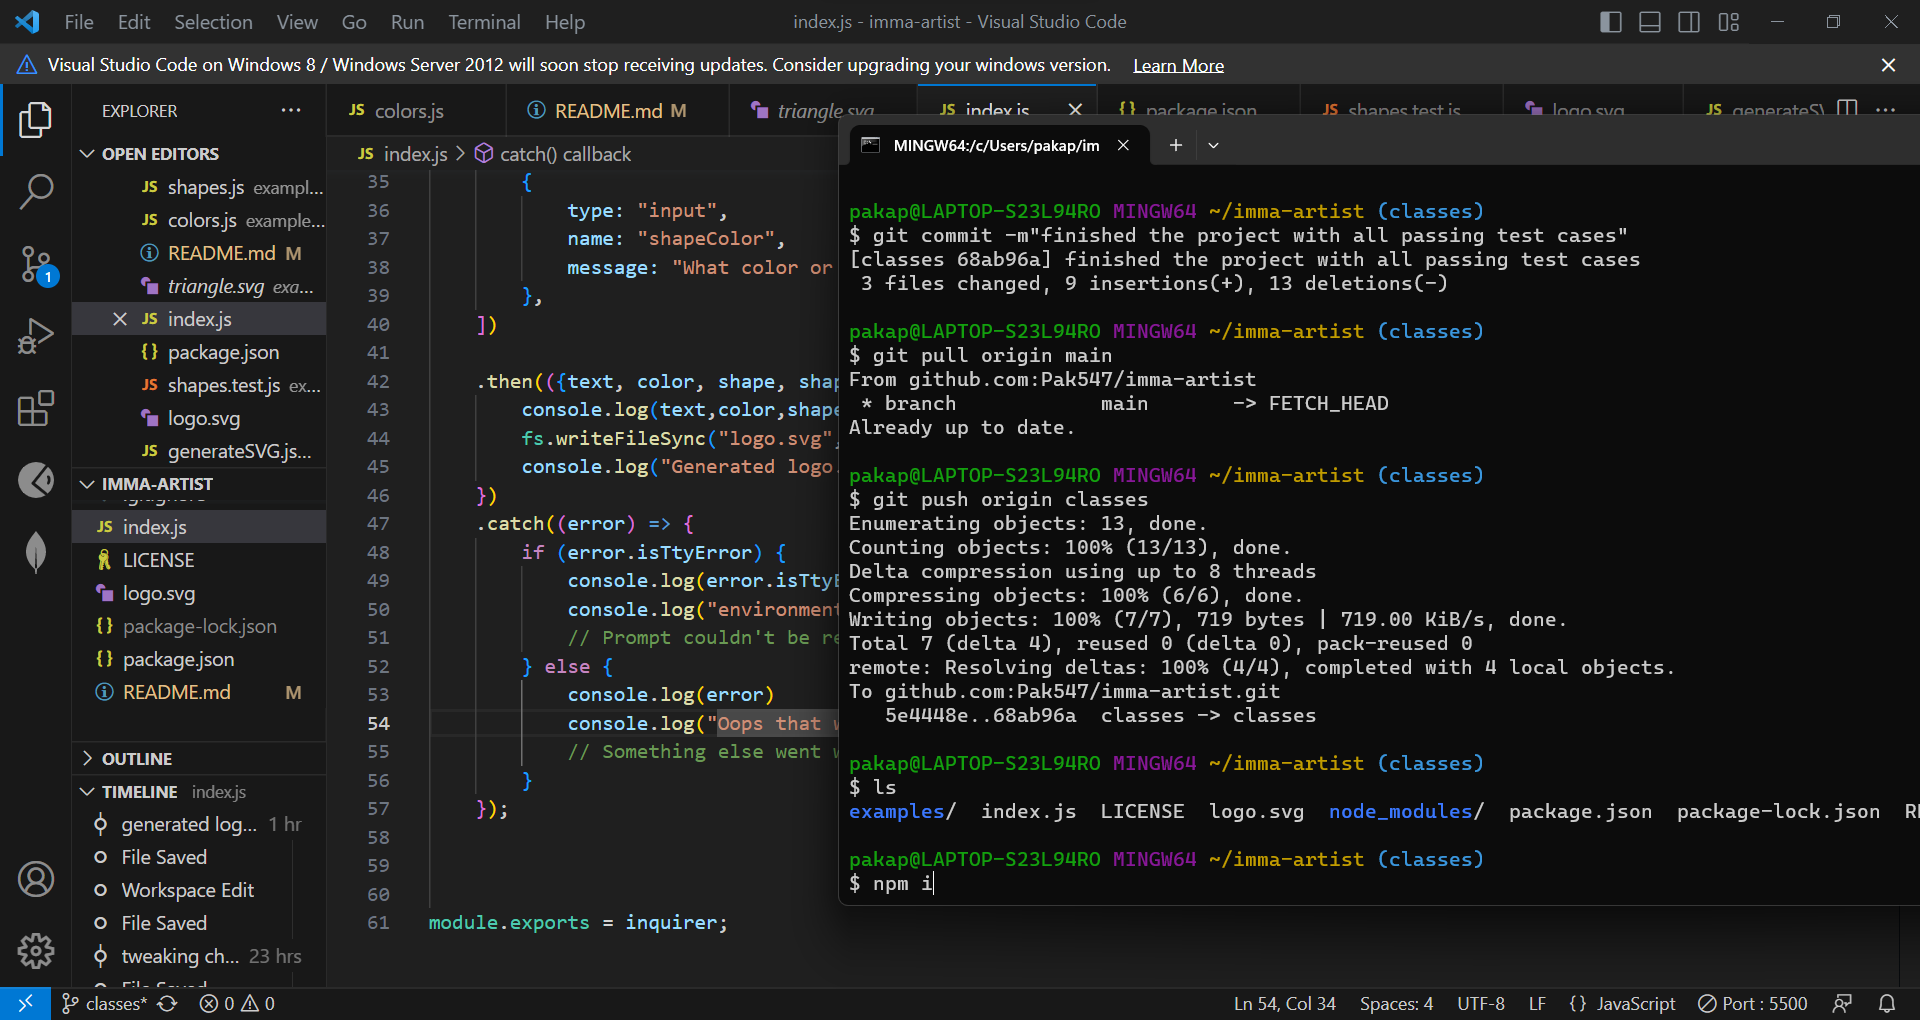 File Edit Selection View Go Run Terminal Help
index.js - imma-artist - Visual Studio Code
Visual Studio Code on Windows 8 / Windows Server 2012 will soon stop receiving updates. Consider upgrading your windows version. Learn More
EXPLORER
OPEN EDITORS
JS shapes.js exampl...
JS colors.js example...
README.md M
triangle.svg exa...
JS index.js
{} package.json
JS shapes.test.js ex...
logo.svg
JS generateSVG.js...
1
IMMA-ARTIST
JS index.js
LICENSE
logo.svg
{} package-lock.json
{} package.json
README.md M
OUTLINE
TIMELINE index.js
generated log... 1 hr
File Saved
Workspace Edit
File Saved
tweaking ch... 23 hrs
File Saved
JS colors.js
README.md M
triangle.svg
JS index.js
{} package.json
JS shapes.test.js
logo.svg
JS generateSV
JS index.js > catch() callback
35 {
36 type: "input",
37 name: "shapeColor",
38 message: "What color or
39 },
40 ])
41
42 .then(({text, color, shape, shap
43 console.log(text,color,shape
44 fs.writeFileSync("logo.svg",
45 console.log("Generated logo.
46 })
47 .catch((error) => {
48 if (error.isTtyError) {
49 console.log(error.isTtyE
50 console.log("environment
51 // Prompt couldn't be re
52 } else {
53 console.log(error)
54 console.log("Oops that w
55 // Something else went w
56 }
57 });
58
59
60
61 module.exports = inquirer;
MINGW64:/c/Users/pakap/im
pakap@LAPTOP-S23L94RO MINGW64 ~/imma-artist (classes)
$ git commit -m"finished the project with all passing test cases"
[classes 68ab96a] finished the project with all passing test cases
3 files changed, 9 insertions(+), 13 deletions(-)
pakap@LAPTOP-S23L94RO MINGW64 ~/imma-artist (classes)
$ git pull origin main
From github.com:Pak547/imma-artist
* branch main -> FETCH_HEAD
Already up to date.
pakap@LAPTOP-S23L94RO MINGW64 ~/imma-artist (classes)
$ git push origin classes
Enumerating objects: 13, done.
Counting objects: 100% (13/13), done.
Delta compression using up to 8 threads
Compressing objects: 100% (6/6), done.
Writing objects: 100% (7/7), 719 bytes | 719.00 KiB/s, done.
Total 7 (delta 4), reused 0 (delta 0), pack-reused 0
remote: Resolving deltas: 100% (4/4), completed with 4 local objects.
To github.com:Pak547/imma-artist.git
5e4448e..68ab96a classes -> classes
pakap@LAPTOP-S23L94RO MINGW64 ~/imma-artist (classes)
$ ls
examples/ index.js LICENSE logo.svg node_modules/ package.json package-lock.json
pakap@LAPTOP-S23L94RO MINGW64 ~/imma-artist (classes)
$ npm i
classes* 0 0
Ln 54, Col 34 Spaces: 4 UTF-8 LF {} JavaScript Port : 5500